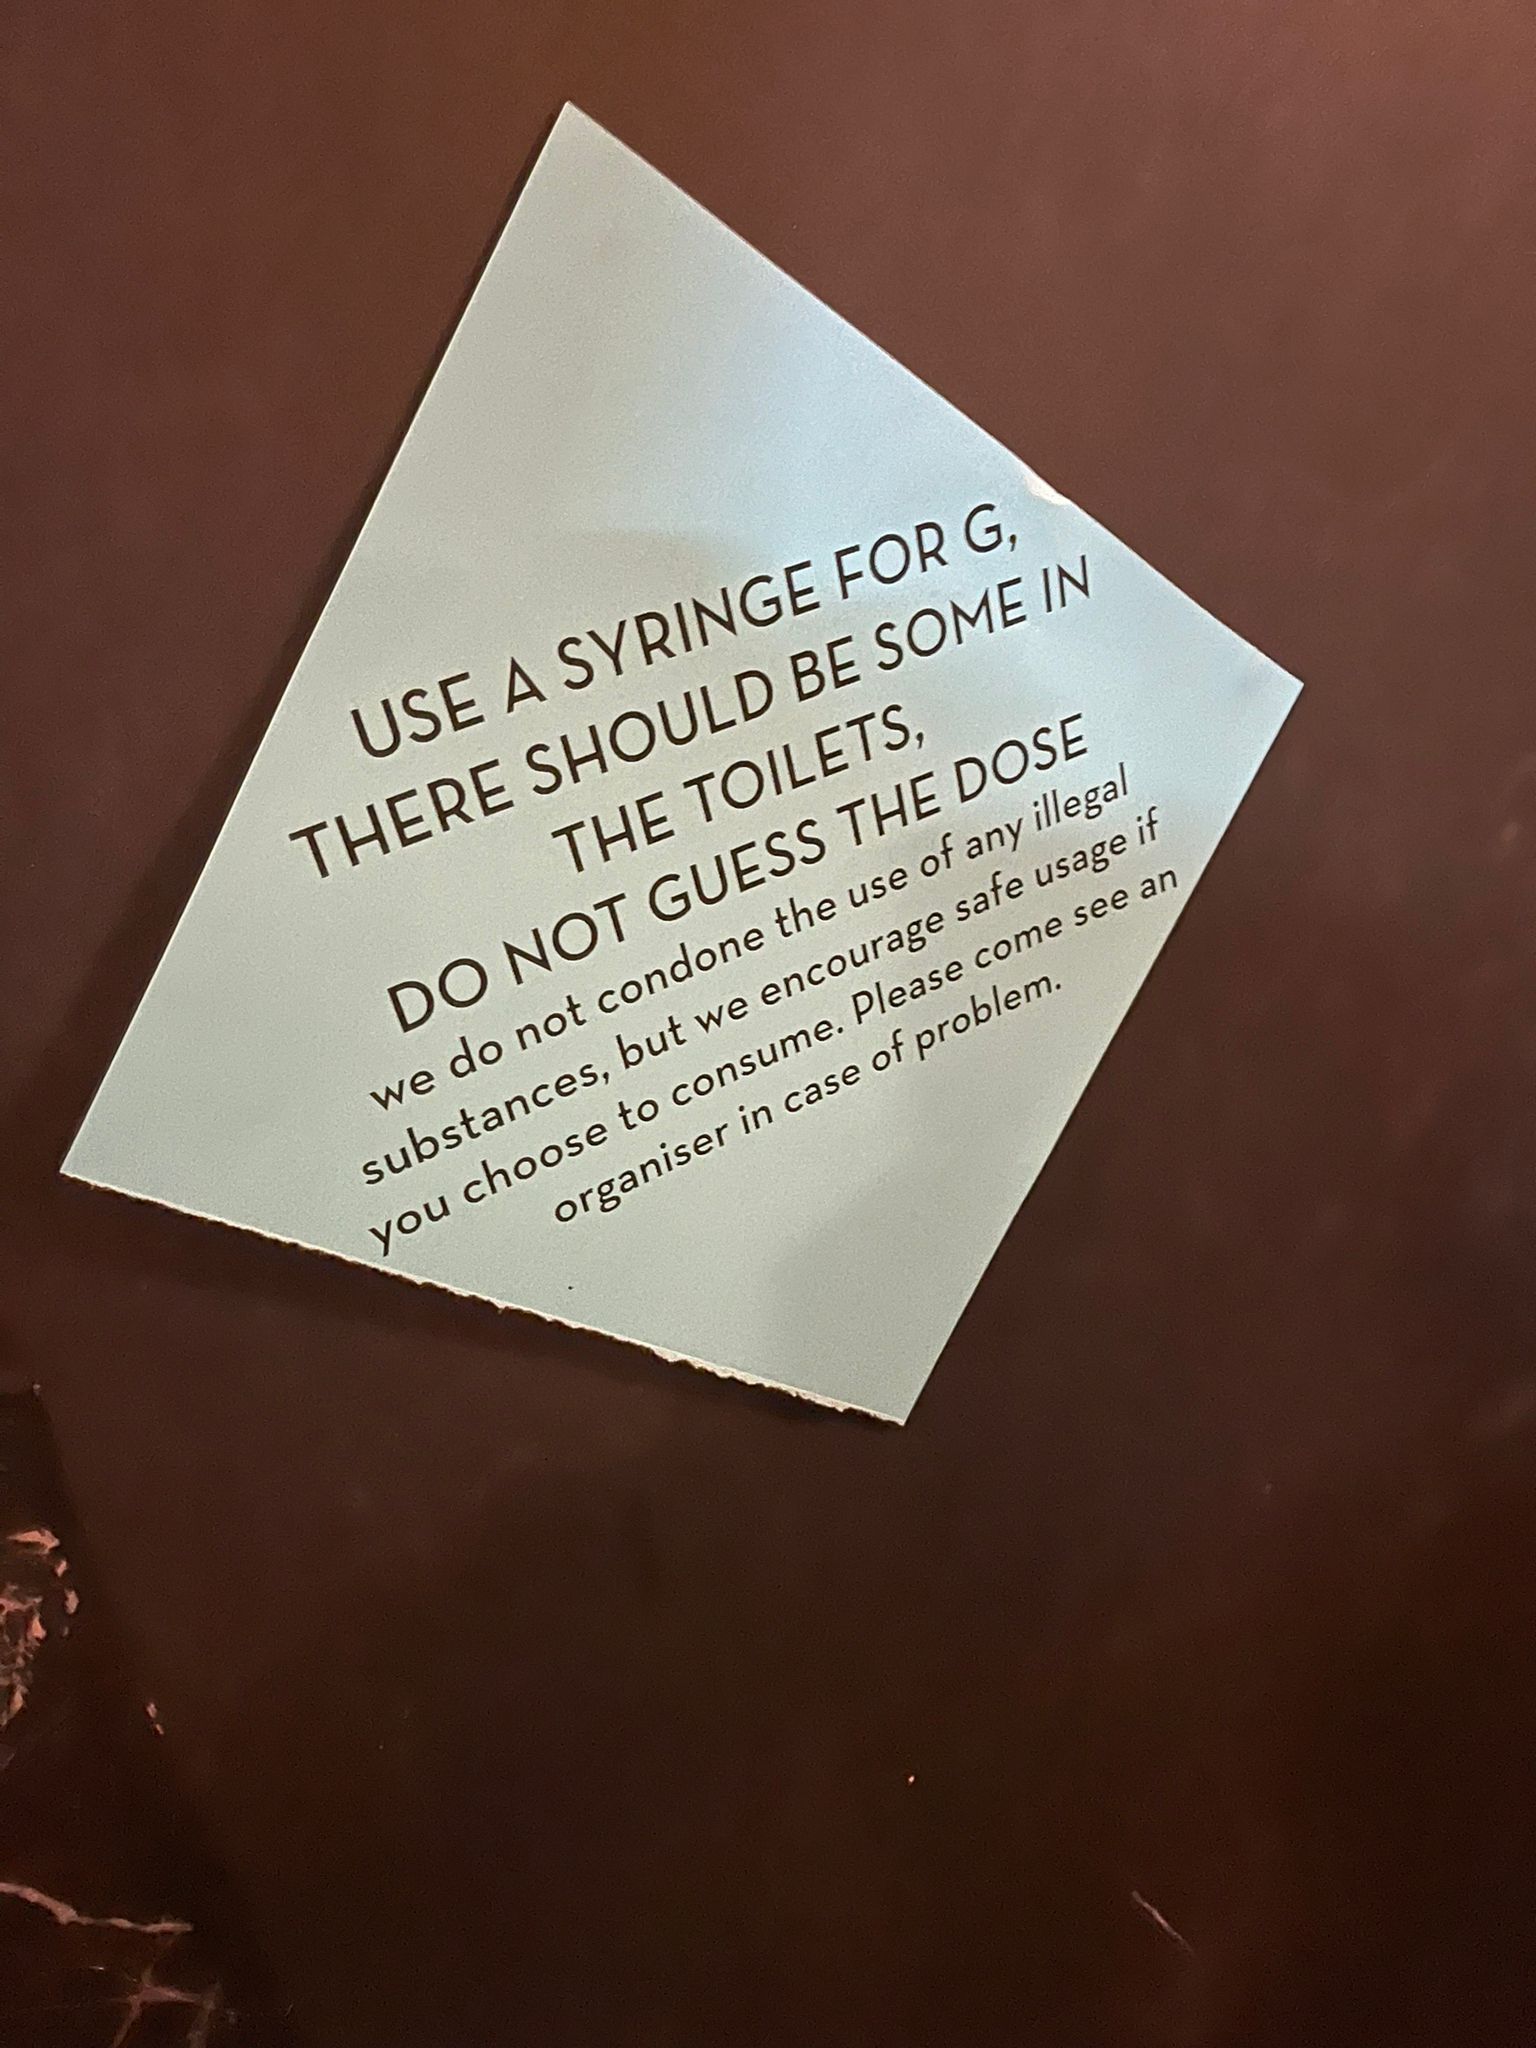 USE A SYRINGE FOR G,
THERE SHOULD BE SOME IN
THE TOILETS,
DO NOT GUESS THE DOSE
we do not condone the use of any illegal
substances, but we encourage safe usage if
you choose to consume. Please come see an
organiser in case of problem.